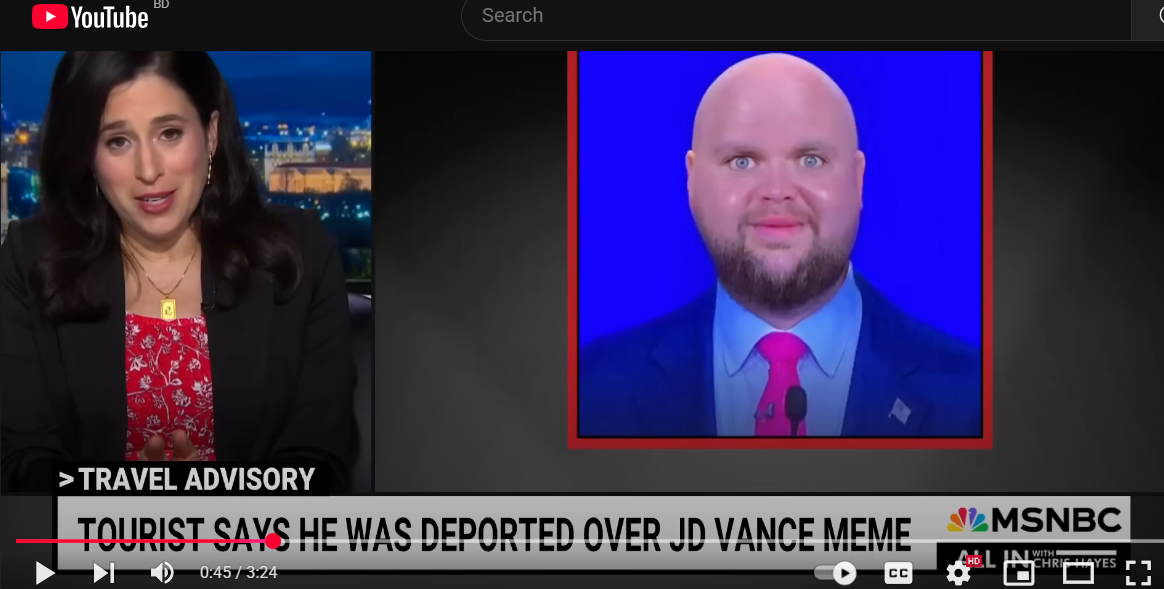 YouTube BD
Search
> TRAVEL ADVISORY
TOURIST SAYS HE WAS DEPORTED OVER JD VANCE MEME
MSNBC
ALL IN WITH CHRIS HAYES
0:45 / 3:24
CC
HD